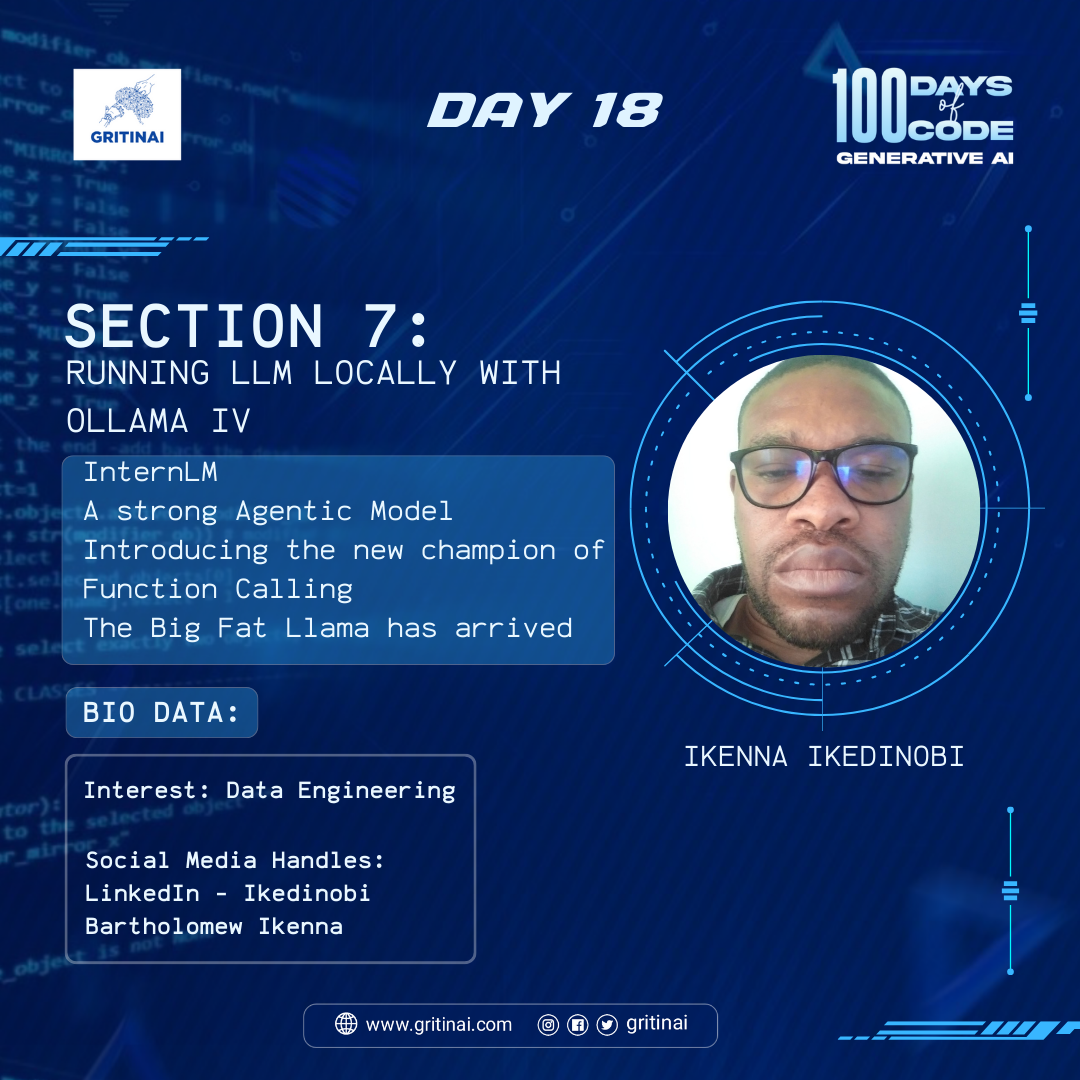 GRITINAI
DAY 18
100 DAYS
of
CODE
GENERATIVE AI
SECTION 7:
RUNNING LLM LOCALLY WITH
OLLAMA IV
InternLM
A strong Agentic Model
Introducing the new champion of
Function Calling
The Big Fat Llama has arrived
BIO DATA:
Interest: Data Engineering
Social Media Handles:
LinkedIn - Ikedinobi
Bartholomew Ikenna
IKENNA IKEDINOBI
www.gritinai.com
gritinai